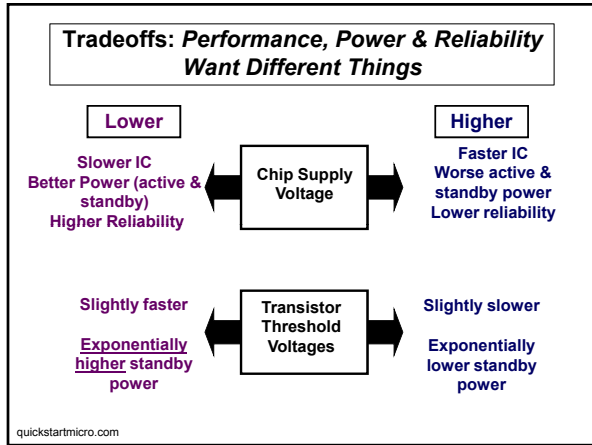 Tradeoffs: Performance, Power & Reliability
Want Different Things
Lower
Higher
Slower IC
Better Power (active &
standby)
Higher Reliability
Chip Supply
Voltage
Faster IC
Worse active &
standby power
Lower reliability
Slightly faster
Exponentially
higher standby
power
Transistor
Threshold
Voltages
Slightly slower
Exponentially
lower standby
power
quickstartmicro.com